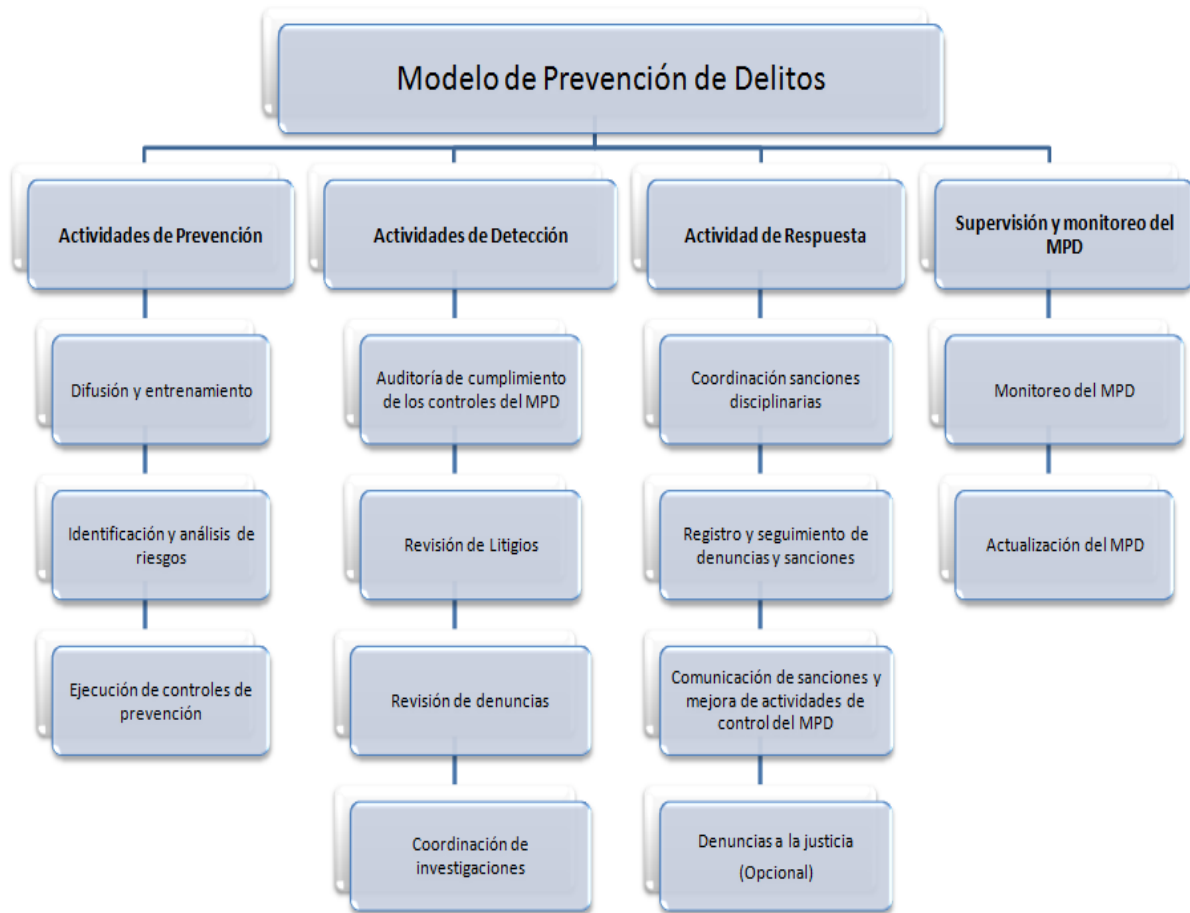 Modelo de Prevención de Delitos
Actividades de Prevención
Difusión y entrenamiento
Identificación y análisis de
riesgos
Ejecución de controles de
prevención
Actividades de Detección
Auditoría de cumplimiento
de los controles del MPD
Revisión de Litigios
Revisión de denuncias
Coordinación de
investigaciones
Actividad de Respuesta
Coordinación sanciones
disciplinarias
Registro y seguimiento de
denuncias y sanciones
Comunicación de sanciones y
mejora de actividades de
control del MPD
Denuncias a la justicia
(Opcional)
Supervisión y monitoreo del
MPD
Monitoreo del MPD
Actualización del MPD